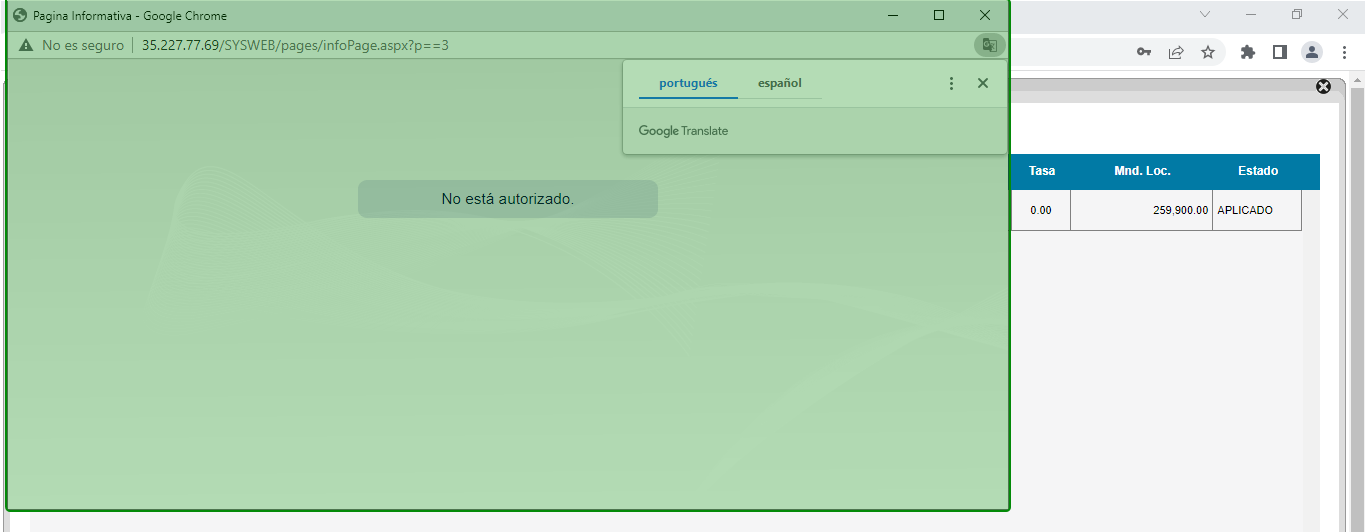 Pagina Informativa - Google Chrome
No es seguro 35.227.77.69/SYSWEB/pages/infoPage.aspx?p==3
português español
Google Translate
No está autorizado.
Tasa Mnd. Loc. Estado
0.00 259,900.00 APLICADO